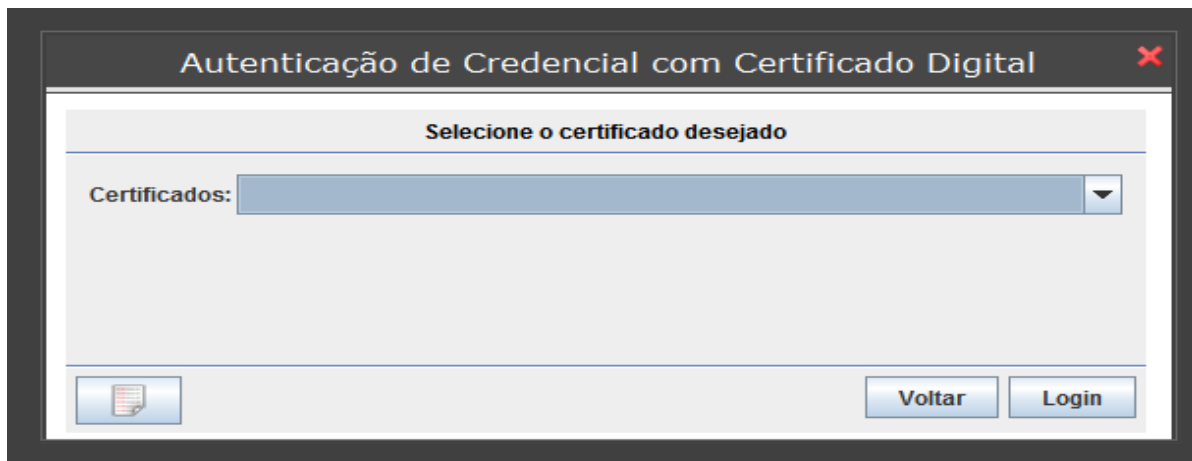 Autenticação de Credencial com Certificado Digital
Selecione o certificado desejado
Certificados:
Voltar Login